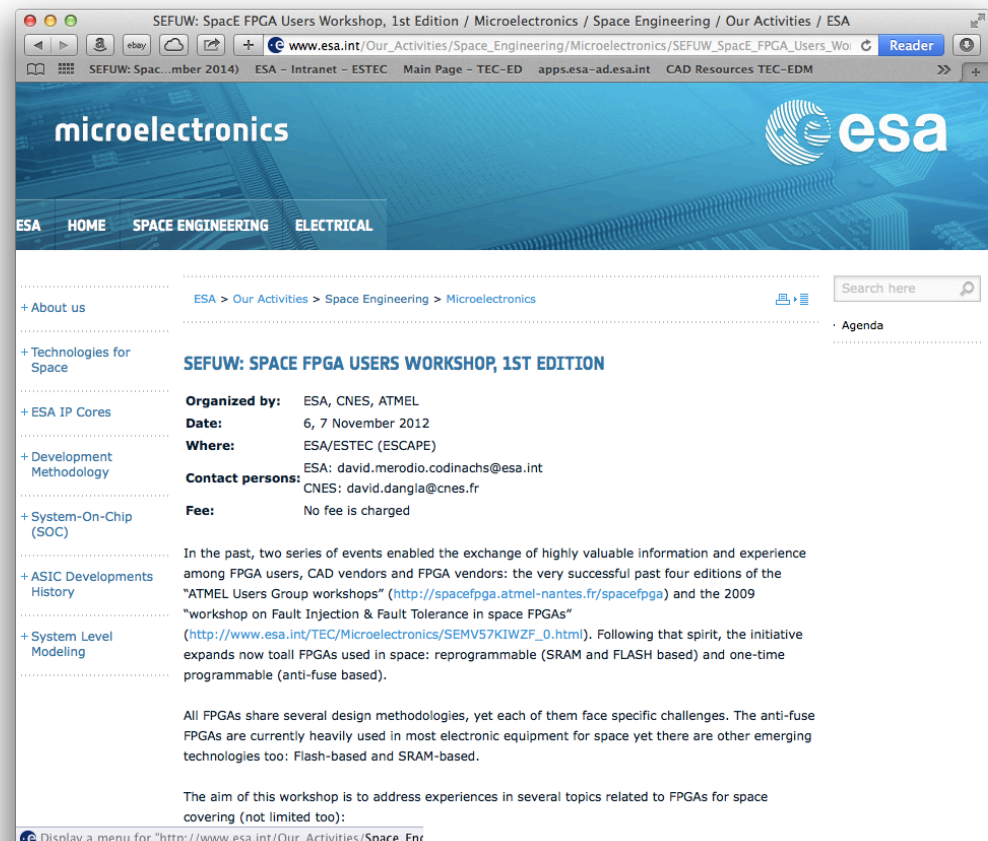 SEFUW: SpacE FPGA Users Workshop, 1st Edition / Microelectronics / Space Engineering / Our Activities / ESA
ebay
www.esa.int/Our_Activities/Space_Engineering/Microelectronics/SEFUW_SpacE_FPGA_Users_Wo
Reader
SEFUW: Spac...mber 2014)
ESA – Intranet – ESTEC
Main Page – TEC-ED
apps.esa-ad.esa.int
CAD Resources TEC-EDM
microelectronics
esa
ESA
HOME
SPACE ENGINEERING
ELECTRICAL
+ About us
+ Technologies for
Space
+ ESA IP Cores
+ Development
Methodology
+ System-On-Chip
(SOC)
+ ASIC Developments
History
+ System Level
Modeling
ESA > Our Activities > Space Engineering > Microelectronics
SEFUW: SPACE FPGA USERS WORKSHOP, 1ST EDITION
Organized by: ESA, CNES, ATMEL
Date: 6, 7 November 2012
Where: ESA/ESTEC (ESCAPE)
Contact persons: ESA: david.merodio.codinachs@esa.int
CNES: david.dangla@cnes.fr
Fee: No fee is charged
In the past, two series of events enabled the exchange of highly valuable information and experience
among FPGA users, CAD vendors and FPGA vendors: the very successful past four editions of the
“ATMEL Users Group workshops” (http://spacefpga.atmel-nantes.fr/spacefpga) and the 2009
“workshop on Fault Injection & Fault Tolerance in space FPGAs”
(http://www.esa.int/TEC/Microelectronics/SEMV57KIWZF_0.html). Following that spirit, the initiative
expands now toall FPGAs used in space: reprogrammable (SRAM and FLASH based) and one-time
programmable (anti-fuse based).
All FPGAs share several design methodologies, yet each of them face specific challenges. The anti-fuse
FPGAs are currently heavily used in most electronic equipment for space yet there are other emerging
technologies too: Flash-based and SRAM-based.
The aim of this workshop is to address experiences in several topics related to FPGAs for space
covering (not limited too):
Search here
· Agenda
Display a menu for "http://www.esa.int/Our_Activities/Space_Eng